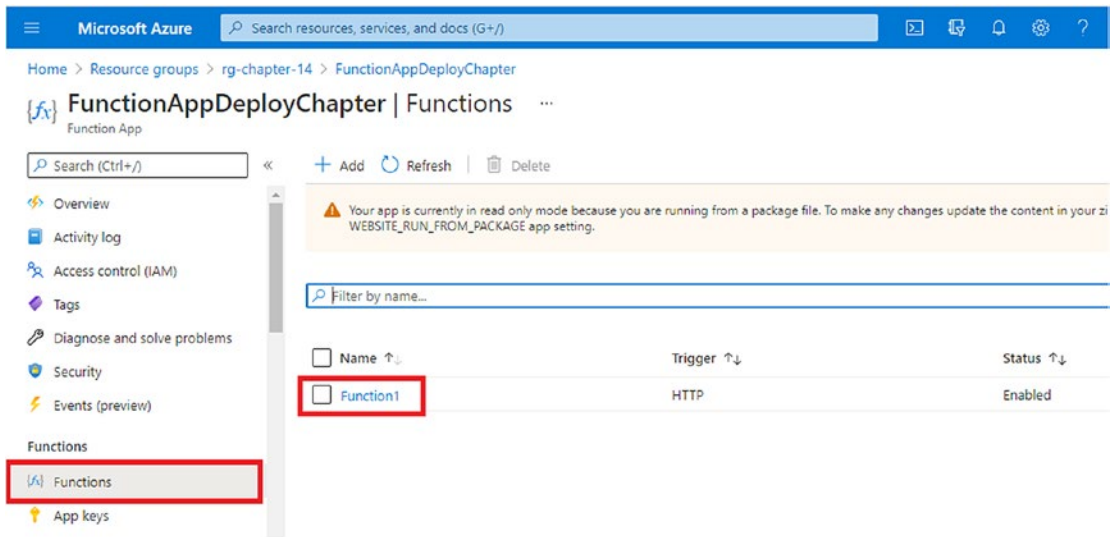 Microsoft Azure
Search resources, services, and docs (G+/)
Home > Resource groups > rg-chapter-14 > FunctionAppDeployChapter
{fx} FunctionAppDeployChapter | Functions ...
Function App
Search (Ctrl+/)
«
+ Add
Refresh
Delete
Overview
Activity log
Access control (IAM)
Tags
Diagnose and solve problems
Security
Events (preview)
Functions
{fx} Functions
App keys
Your app is currently in read only mode because you are running from a package file. To make any changes update the content in your zi
WEBSITE_RUN_FROM_PACKAGE app setting.
Filter by name...
Name ↑↓ Trigger ↑↓ Status ↑↓
Function1 HTTP Enabled